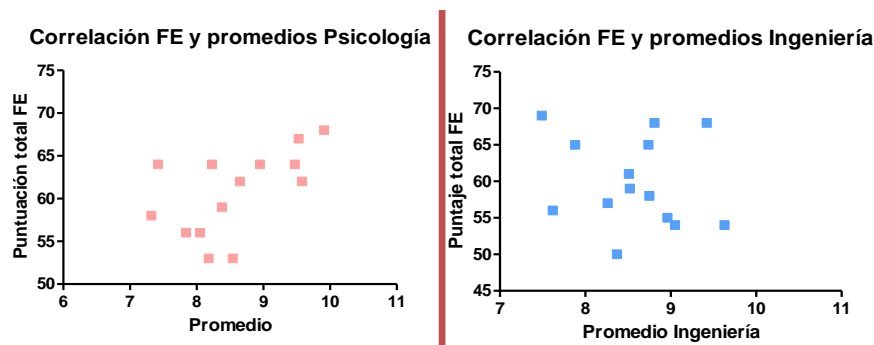 Correlación FE y promedios Psicología
Puntuación total FE
75
70
65
60
55
50
6 7 8 9 10 11
Promedio
Correlación FE y promedios Ingeniería
Puntaje total FE
75
70
65
60
55
50
45
7 8 9 10 11
Promedio Ingeniería